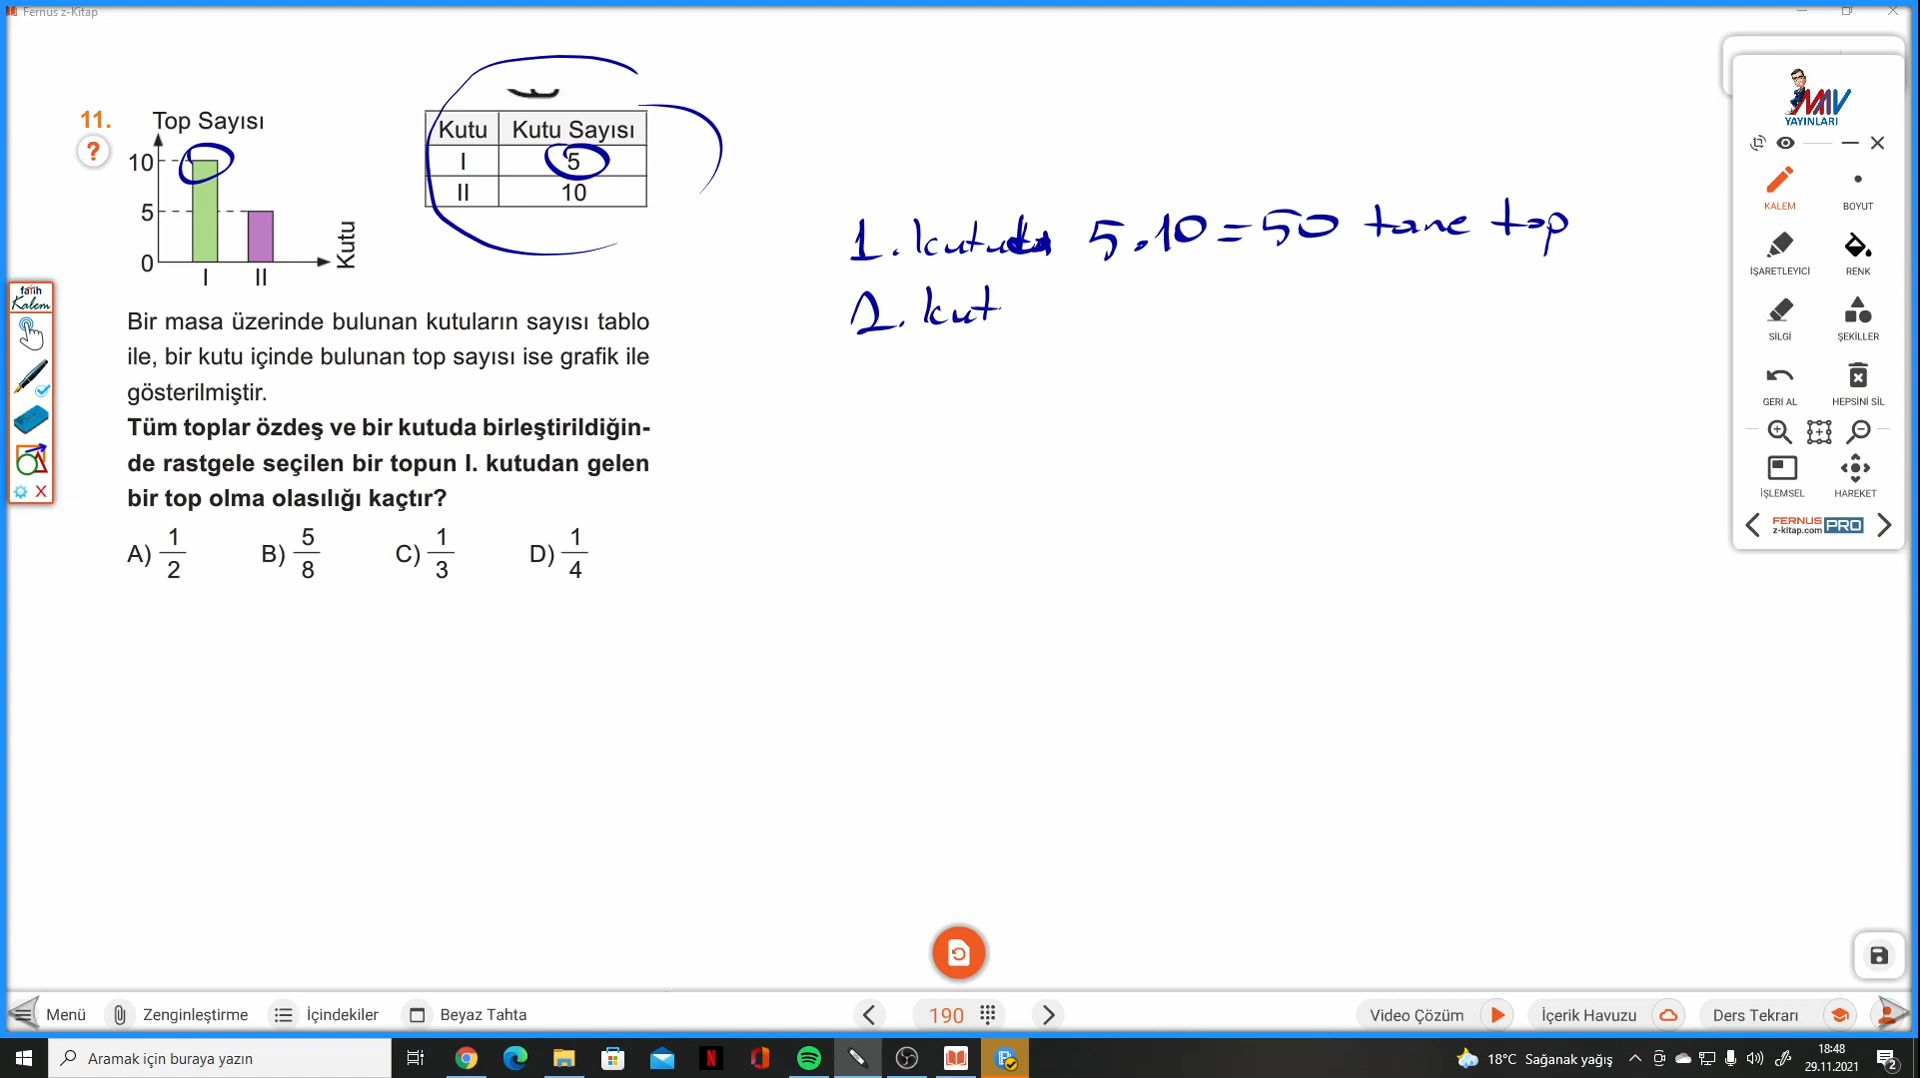 Fernus z-Kitap
11.
?
Top Sayısı
10
5
0
I
II
Kutu
Kutu Kutu Sayısı
I 5
II 10
1. kutuda 5.10=50 tane top
2. kut
Bir masa üzerinde bulunan kutuların sayısı tablo
ile, bir kutu içinde bulunan top sayısı ise grafik ile
gösterilmiştir.
Tüm toplar özdeş ve bir kutuda birleştirildiğin-
de rastgele seçilen bir topun I. kutudan gelen
bir top olma olasılığı kaçtır?
A) 1/2 B) 5/8 C) 1/3 D) 1/4
fatih
Kalem
X
MAV
YAYINLARI
KALEM BOYUT
İŞARETLEYİCİ RENK
SİLGİ ŞEKİLLER
GERİ AL HEPSİNİ SİL
İŞLEMSEL HAREKET
FERNUS PRO
z-kitap.com
Menü Zenginleştirme İçindekiler Beyaz Tahta 190 Video Çözüm İçerik Havuzu Ders Tekrarı
Aramak için buraya yazın
18°C Sağanak yağış
18:48
29.11.2021
2